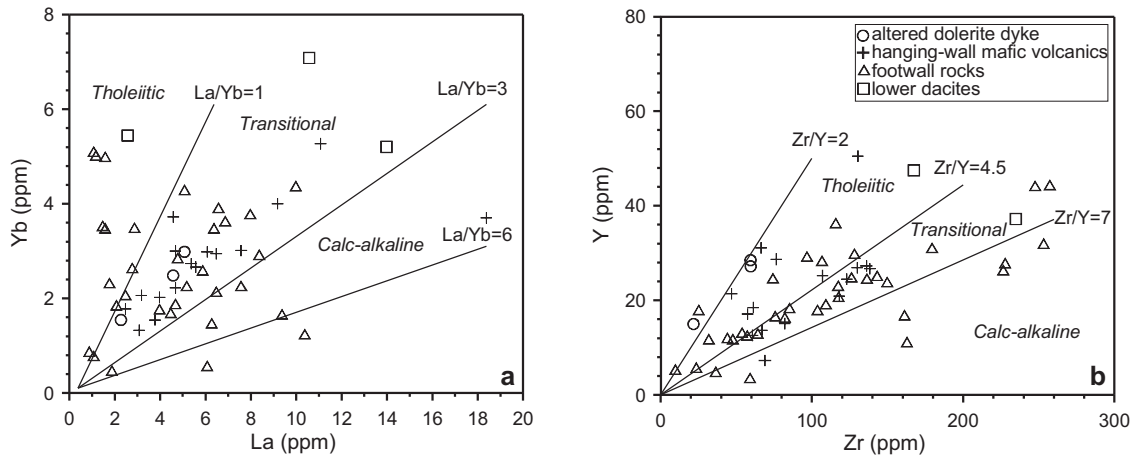 8
6
4
2
0
Yb (ppm)
Tholeiitic
La/Yb=1
Transitional
La/Yb=3
Calc-alkaline
La/Yb=6
a
0 2 4 6 8 10 12 14 16 18 20
La (ppm)
80
60
40
20
0
Y (ppm)
altered dolerite dyke
hanging-wall mafic volcanics
footwall rocks
lower dacites
Zr/Y=2
Tholeiitic
Zr/Y=4.5
Transitional
Zr/Y=7
Calc-alkaline
b
0 100 200 300
Zr (ppm)